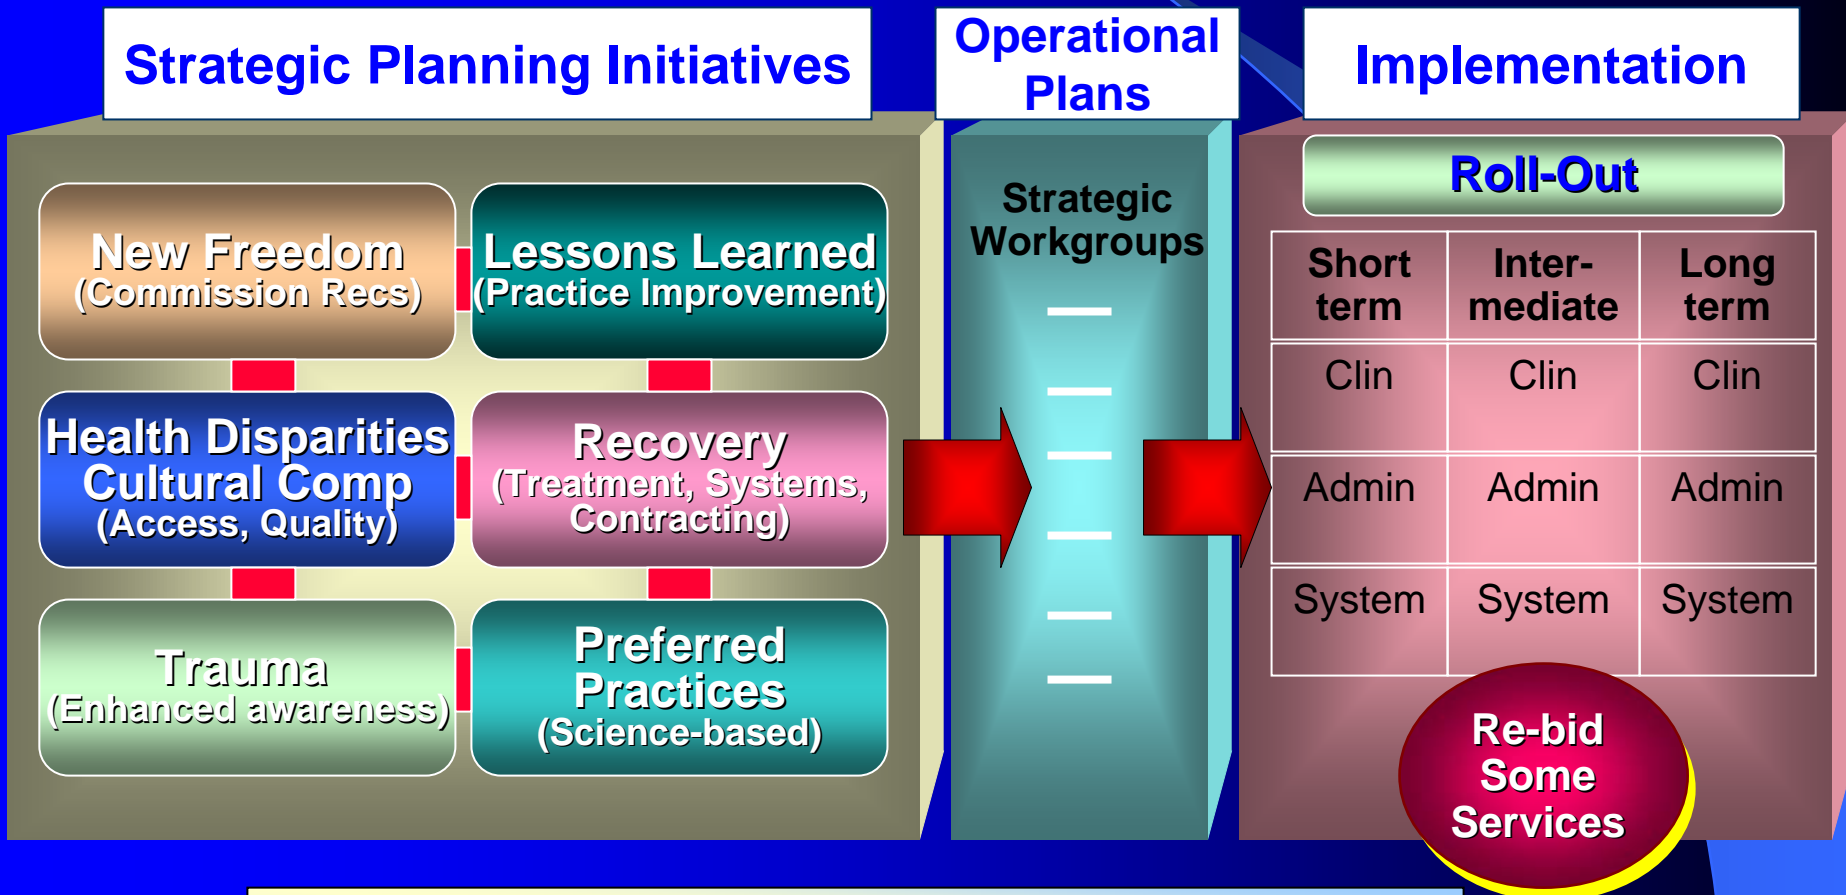 Strategic Planning Initiatives
Operational
Plans
Implementation
New Freedom
(Commission Recs)
Lessons Learned
(Practice Improvement)
Health Disparities
Cultural Comp
(Access, Quality)
Recovery
(Treatment, Systems,
Contracting)
Trauma
(Enhanced awareness)
Preferred
Practices
(Science-based)
Strategic
Workgroups
Roll-Out
Short
term
Inter-
mediate
Long
term
Clin
Clin
Clin
Admin
Admin
Admin
System
System
System
Re-bid
Some
Services